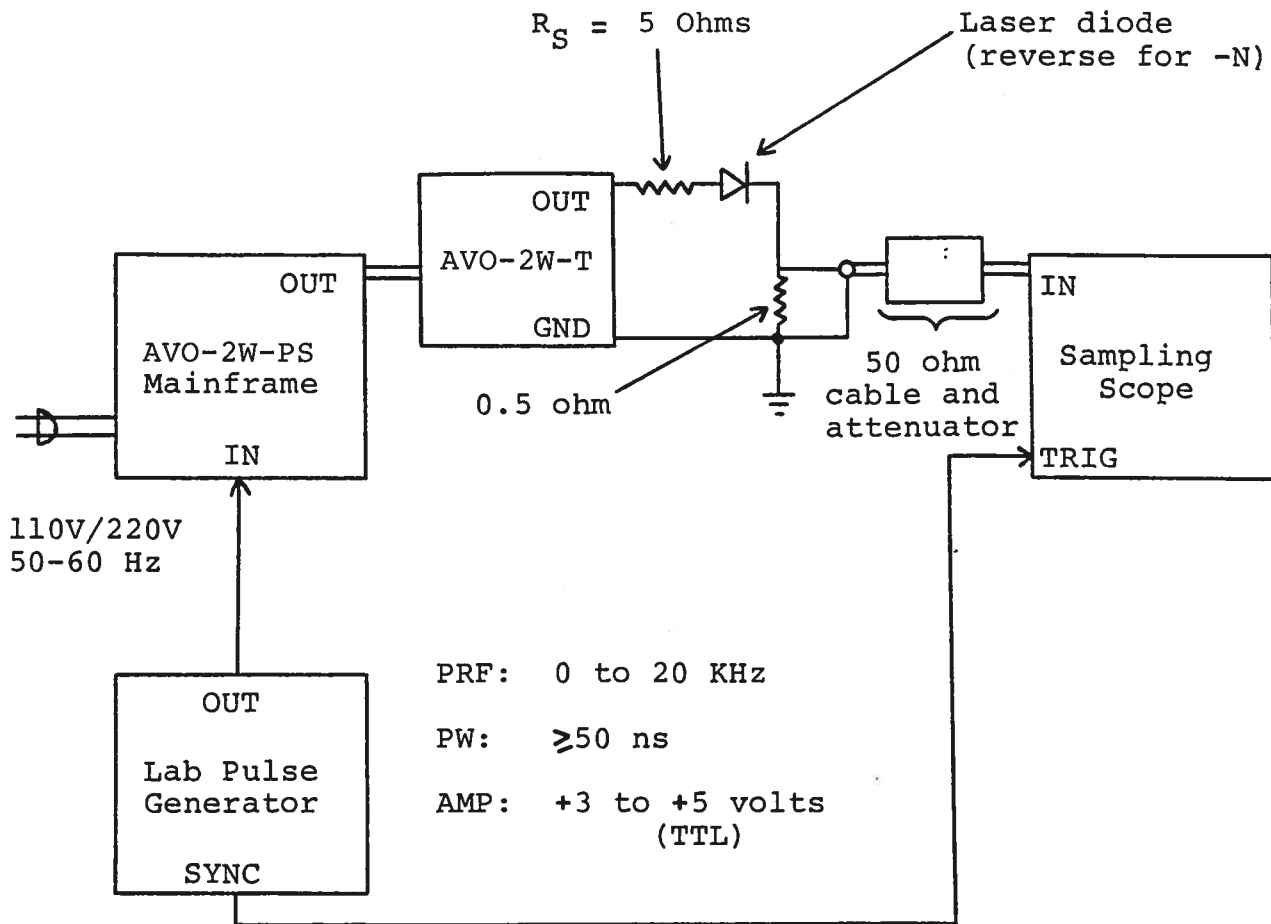 R_S = 5 Ohms
Laser diode
(reverse for -N)
OUT
AVO-2W-T
GND
OUT
AVO-2W-PS
Mainframe
IN
0.5 ohm
50 ohm
cable and
attenuator
IN
Sampling
Scope
TRIG
110V/220V
50-60 Hz
OUT
Lab Pulse
Generator
SYNC
PRF: 0 to 20 KHz
PW: ≥50 ns
AMP: +3 to +5 volts
(TTL)